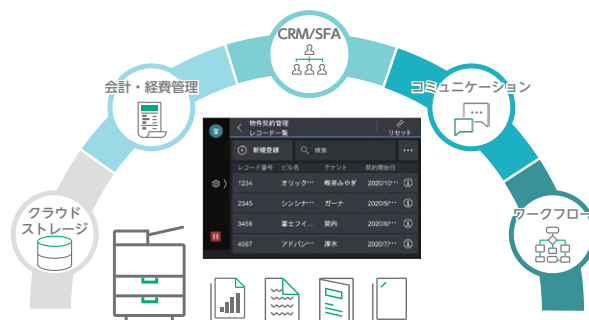 CRM/SFA
会計・経費管理
コミュニケーション
クラウド
ストレージ
ワークフロー
物件契約管理
レコード一覧
リセット
新規登録
検索
レコード番号 ビル名 テナント 契約開始日
1234 オリック… 喫茶みやぎ 2020/10…
2345 シンシナ… ガーナ 2020/9/…
3456 富士フイ… 関内 2020/8/…
4567 アドバン… 厚木 2020/7/…